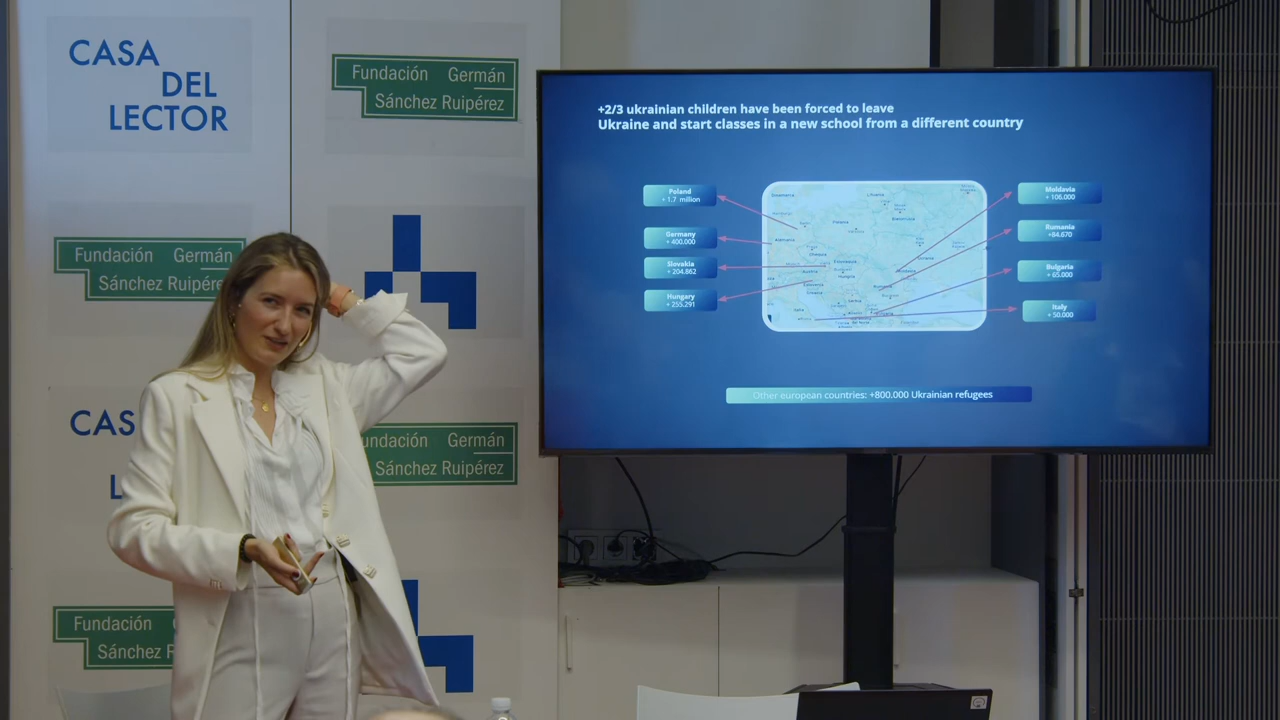 CASA
DEL
LECTOR
Fundación Germán
Sánchez Ruipérez
Fundación Germán
Sánchez Ruipére
CAS
L
undación Germán
Sánchez Ruipérez
Fundación
Sánchez R
+2/3 ukrainian children have been forced to leave
Ukraine and start classes in a new school from a different country
Poland
+ 1.7 million
Germany
+ 400.000
Slovakia
+ 204.862
Hungary
+ 255.291
Moldavia
+ 106.000
Rumania
+84.670
Bulgaria
+ 65.000
Italy
+ 50.000
Other european countries: +800.000 Ukrainian refugees